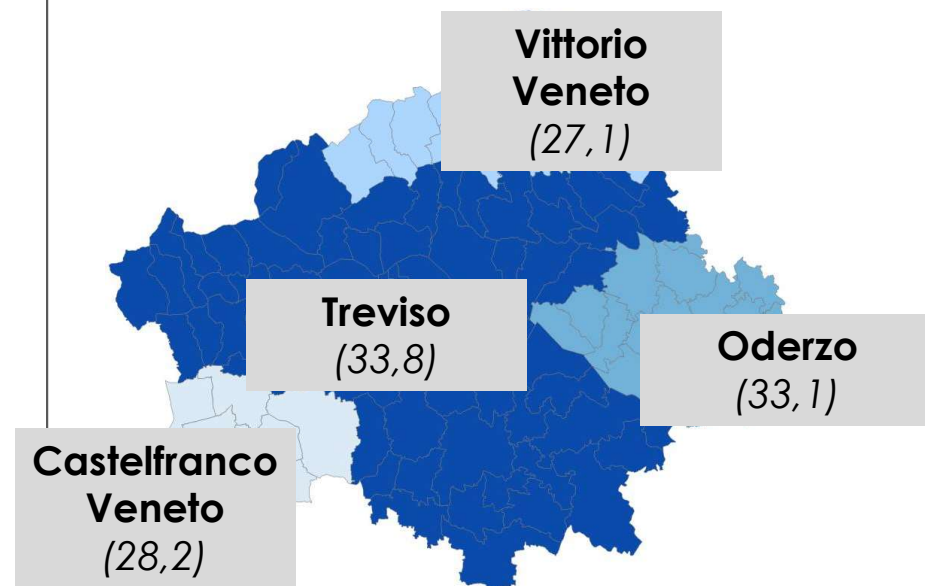 Vittorio
Veneto
(27,1)
Treviso
(33,8)
Oderzo
(33,1)
Castelfranco
Veneto
(28,2)